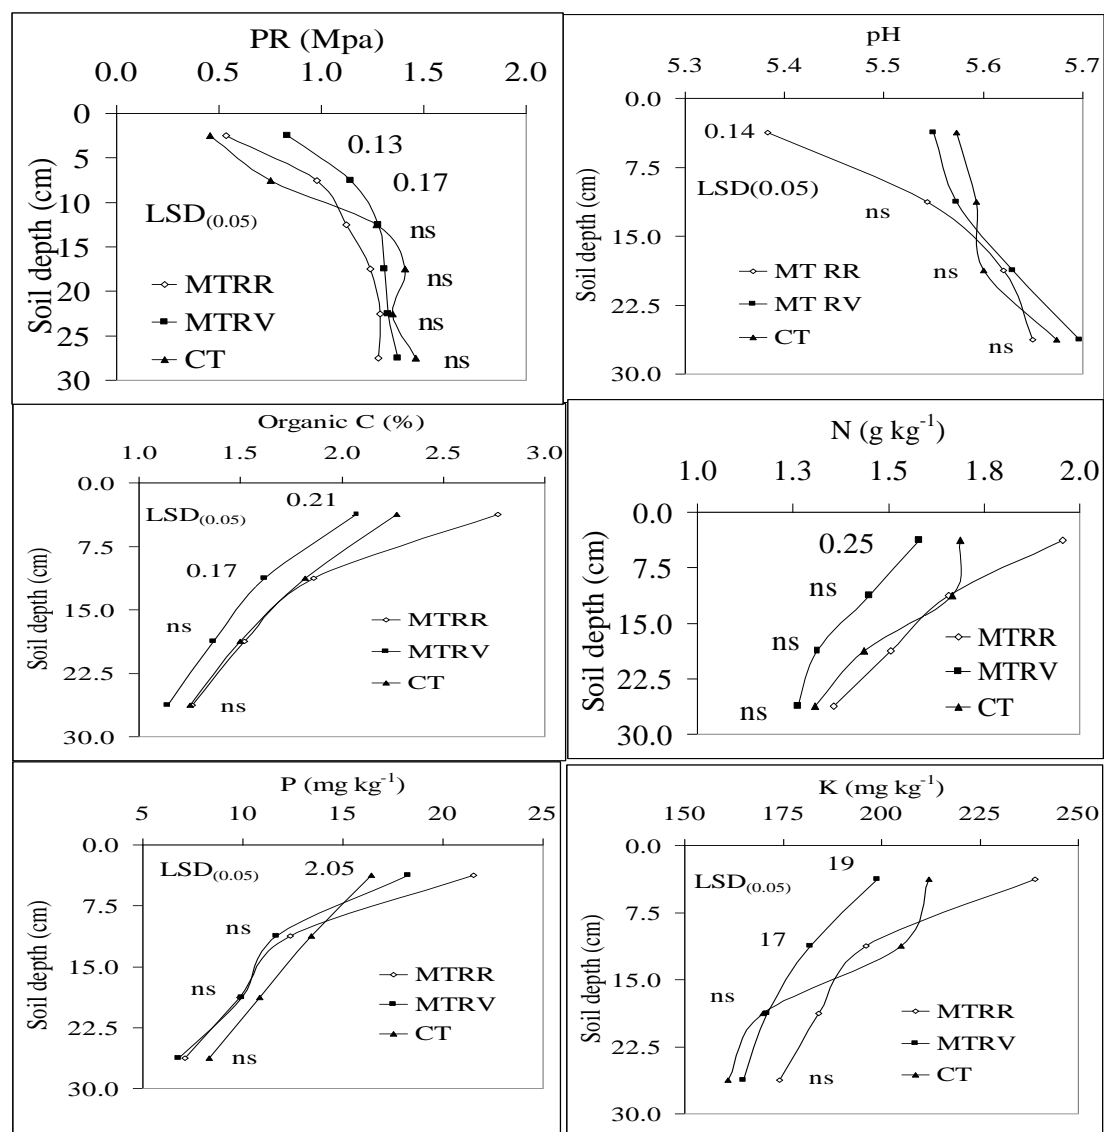 PR (Mpa)
0.0 0.5 1.0 1.5 2.0
0
5
10
15
20
25
30
Soil depth (cm)
0.13
0.17
LSD(0.05)
ns
ns
ns
ns
MTRR
MTRV
CT
pH
5.3 5.4 5.5 5.6 5.7
0.0
7.5
15.0
22.5
30.0
Soil depth (cm)
0.14
LSD(0.05)
ns
ns
ns
MT RR
MT RV
CT
Organic C (%)
1.0 1.5 2.0 2.5 3.0
0.0
7.5
15.0
22.5
30.0
Soil depth (cm)
0.21
LSD(0.05)
0.17
ns
ns
MTRR
MTRV
CT
N (g kg-1)
1.0 1.3 1.5 1.8 2.0
0.0
7.5
15.0
22.5
30.0
Soil depth (cm)
0.25
ns
ns
ns
MTRR
MTRV
CT
P (mg kg-1)
5 10 15 20 25
0.0
7.5
15.0
22.5
30.0
Soil depth (cm)
LSD(0.05) 2.05
ns
ns
ns
MTRR
MTRV
CT
K (mg kg-1)
150 175 200 225 250
0.0
7.5
15.0
22.5
30.0
Soil depth (cm)
19
LSD(0.05)
17
ns
ns
MTRR
MTRV
CT